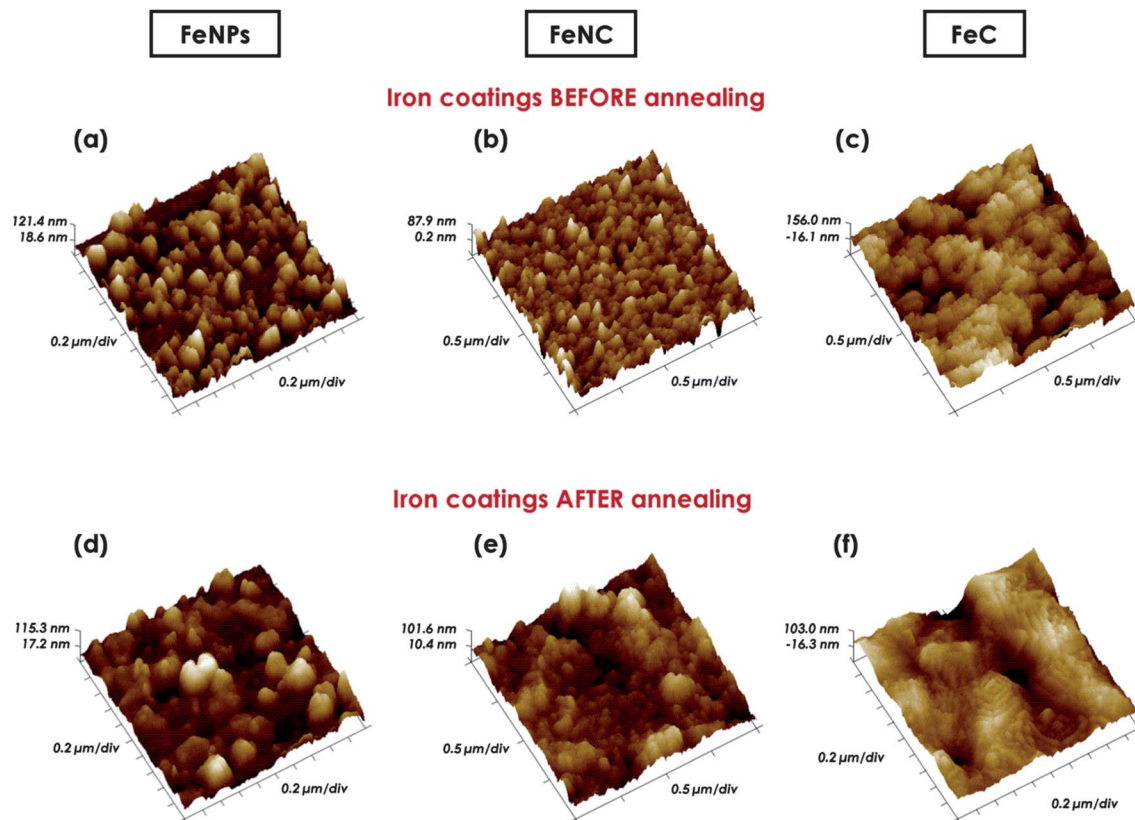 FeNPs
FeNC
FeC
Iron coatings BEFORE annealing
(a)
(b)
(c)
121.4 nm
18.6 nm
0.2 µm/div
0.2 µm/div
87.9 nm
0.2 nm
0.5 µm/div
0.5 µm/div
156.0 nm
-16.1 nm
0.5 µm/div
0.5 µm/div
Iron coatings AFTER annealing
(d)
(e)
(f)
115.3 nm
17.2 nm
0.2 µm/div
0.2 µm/div
101.6 nm
10.4 nm
0.5 µm/div
0.5 µm/div
103.0 nm
-16.3 nm
0.2 µm/div
0.2 µm/div